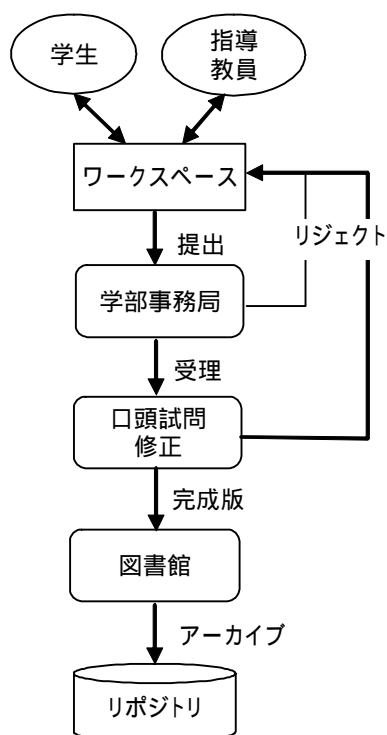 学生
指導
教員
ワークスペース
リジェクト
提出
学部事務局
受理
口頭試問
修正
完成版
図書館
アーカイブ
リポジトリ